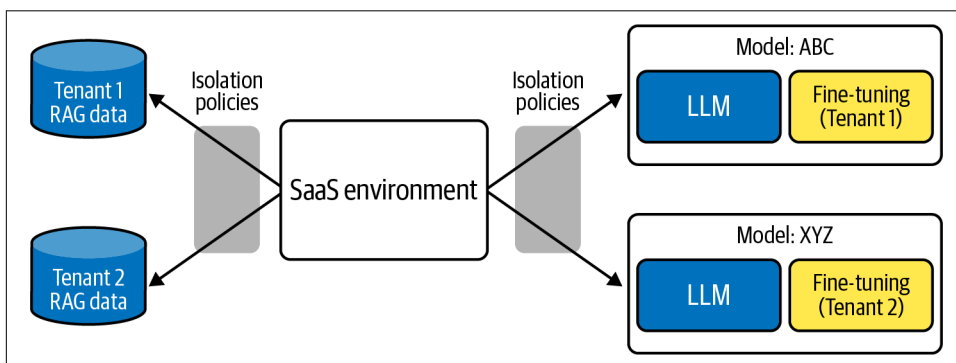 Tenant 1
RAG data
Isolation
policies
SaaS environment
Isolation
policies
Model: ABC
LLM
Fine-tuning
(Tenant 1)
Tenant 2
RAG data
Model: XYZ
LLM
Fine-tuning
(Tenant 2)